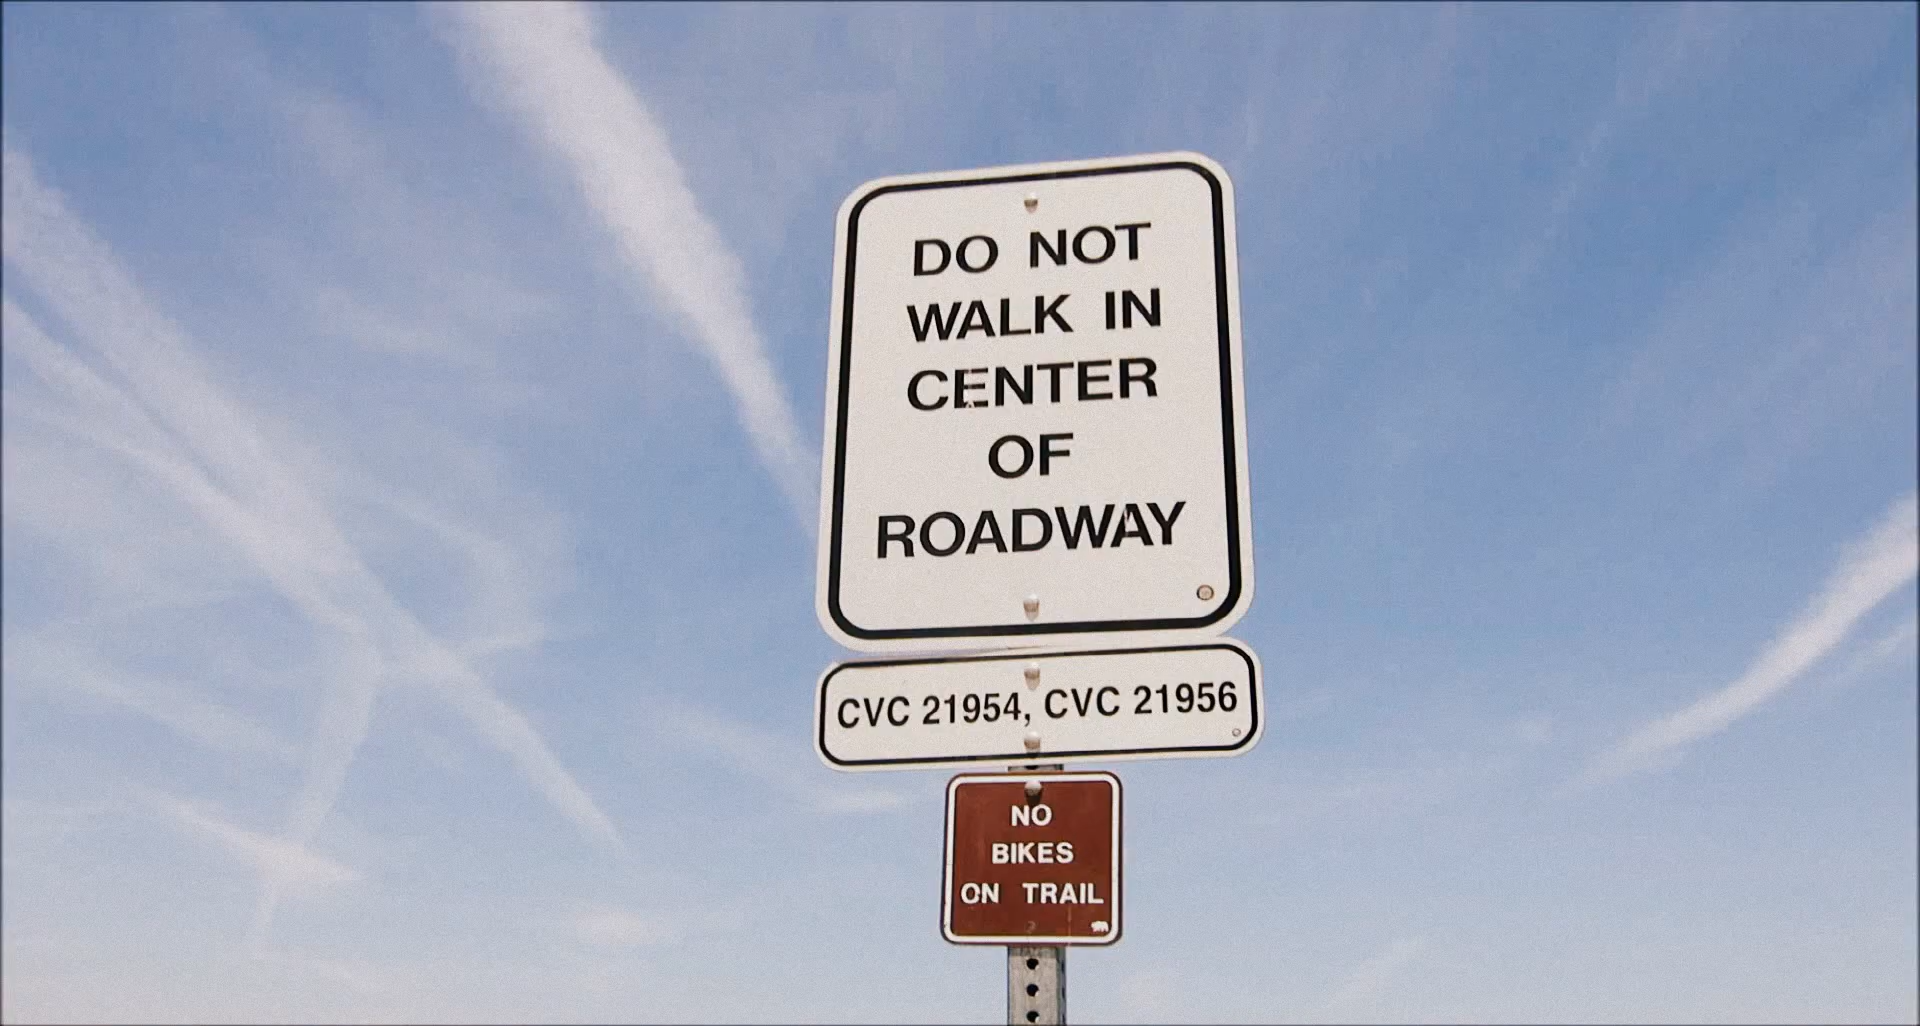 DO NOT
WALK IN
CENTER
OF
ROADWAY
CVC 21954, CVC 21956
NO
BIKES
ON TRAIL